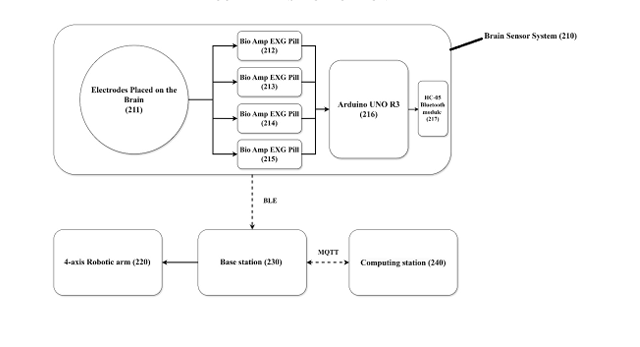 Brain Sensor System (210)
Electrodes Placed on the
Brain
(211)
Bio Amp EXG Pill
(212)
Bio Amp EXG Pill
(213)
Bio Amp EXG Pill
(214)
Bio Amp EXG Pill
(215)
Arduino UNO R3
(216)
HC-05
Bluetooth
module
(217)
BLE
4-axis Robotic arm (220)
Base station (230)
MQTT
Computing station (240)